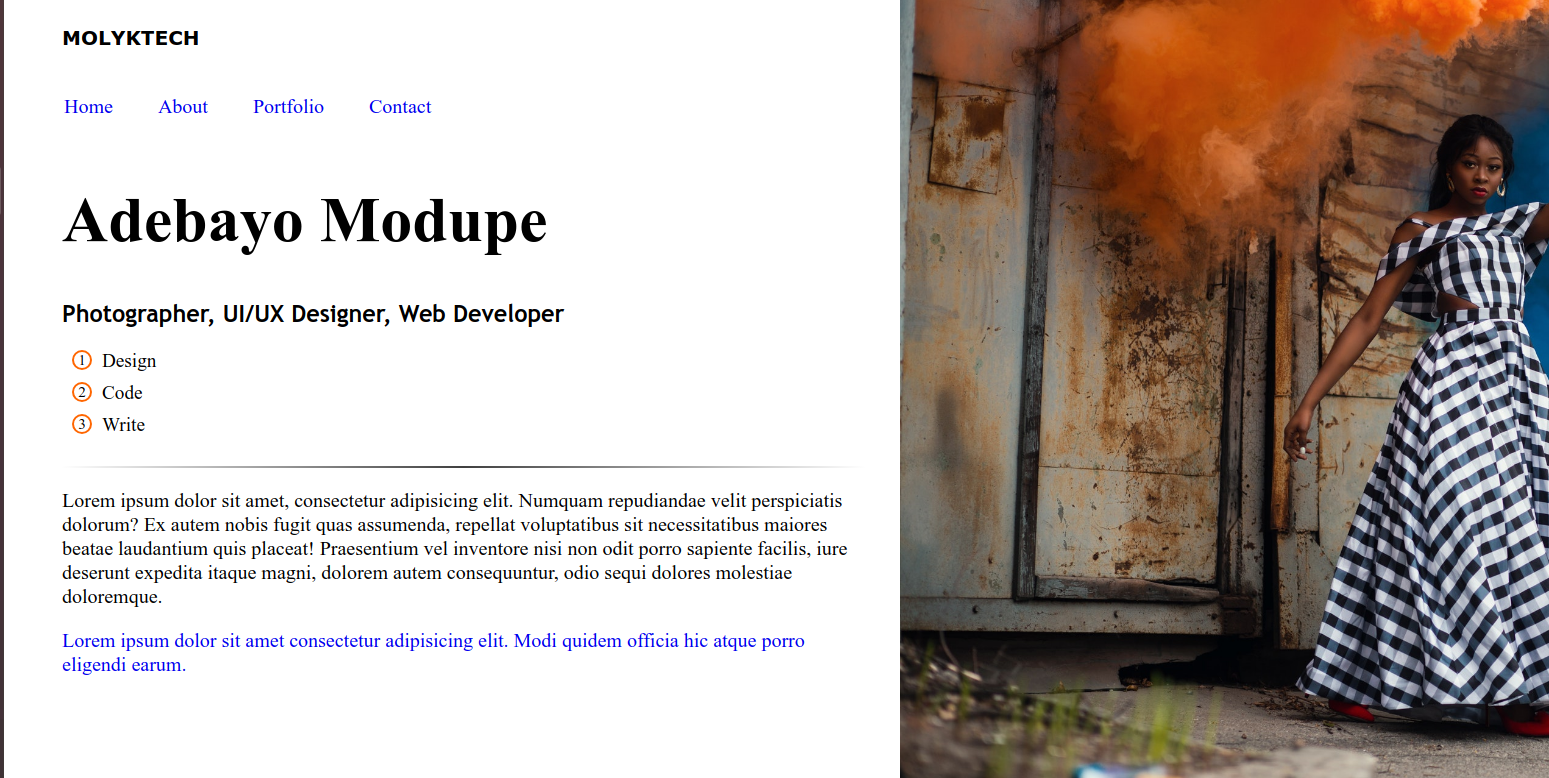 MOLYKTECH
Home About Portfolio Contact
Adebayo Modupe
Photographer, UI/UX Designer, Web Developer
1 Design
2 Code
3 Write
Lorem ipsum dolor sit amet, consectetur adipisicing elit. Numquam repudiandae velit perspiciatis
dolorum? Ex autem nobis fugit quas assumenda, repellat voluptatibus sit necessitatibus maiores
beatae laudantium quis placeat! Praesentium vel inventore nisi non odit porro sapiente facilis, iure
deserunt expedita itaque magni, dolorem autem consequuntur, odio sequi dolores molestiae
doloremque.
Lorem ipsum dolor sit amet consectetur adipisicing elit. Modi quidem officia hic atque porro
eligendi earum.